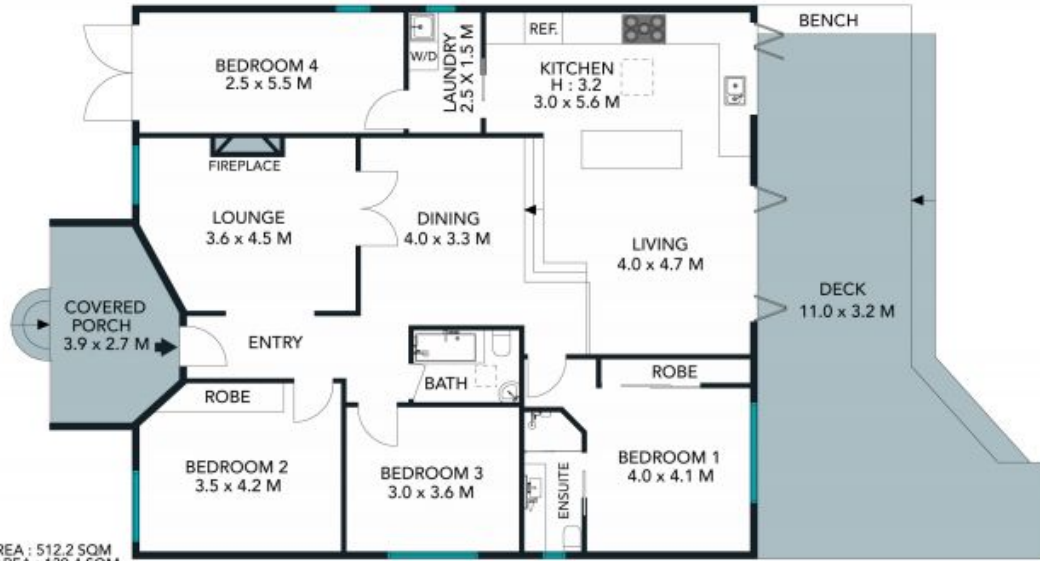 BENCH
REF.
BEDROOM 4
2.5 x 5.5 M
W/D
LAUNDRY
2.5 X 1.5 M
KITCHEN
H : 3.2
3.0 x 5.6 M
FIREPLACE
LOUNGE
3.6 x 4.5 M
DINING
4.0 x 3.3 M
LIVING
4.0 x 4.7 M
DECK
11.0 x 3.2 M
COVERED
PORCH
3.9 x 2.7 M
ENTRY
BATH
ROBE
ROBE
BEDROOM 2
3.5 x 4.2 M
BEDROOM 3
3.0 x 3.6 M
ENSUITE
BEDROOM 1
4.0 x 4.1 M
REA : 512.2 SQM